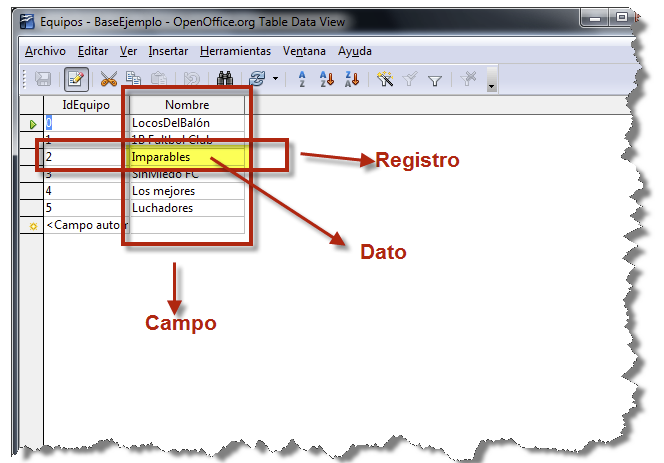 Equipos - BaseEjemplo - OpenOffice.org Table Data View
Archivo Editar Ver Insertar Herramientas Ventana Ayuda
IdEquipo Nombre
0 LocosDelBalón
1 1B Fultbol Club
2 Imparables
3 SinMiedo FC
4 Los mejores
5 Luchadores
<Campo autor
Registro
Dato
Campo